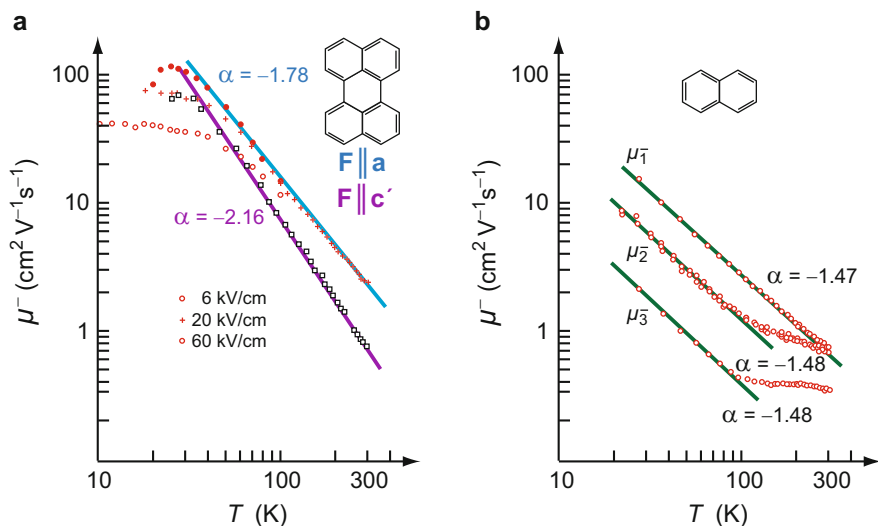 a
μ⁻ (cm² V⁻¹s⁻¹)
100
10
1
α = −1.78
F ∥ a
F ∥ c´
α = −2.16
6 kV/cm
20 kV/cm
60 kV/cm
10
100
300
T (K)
b
μ⁻ (cm² V⁻¹s⁻¹)
100
10
1
μ₁⁻
μ₂⁻
μ₃⁻
α = −1.47
α = −1.48
α = −1.48
10
100
300
T (K)